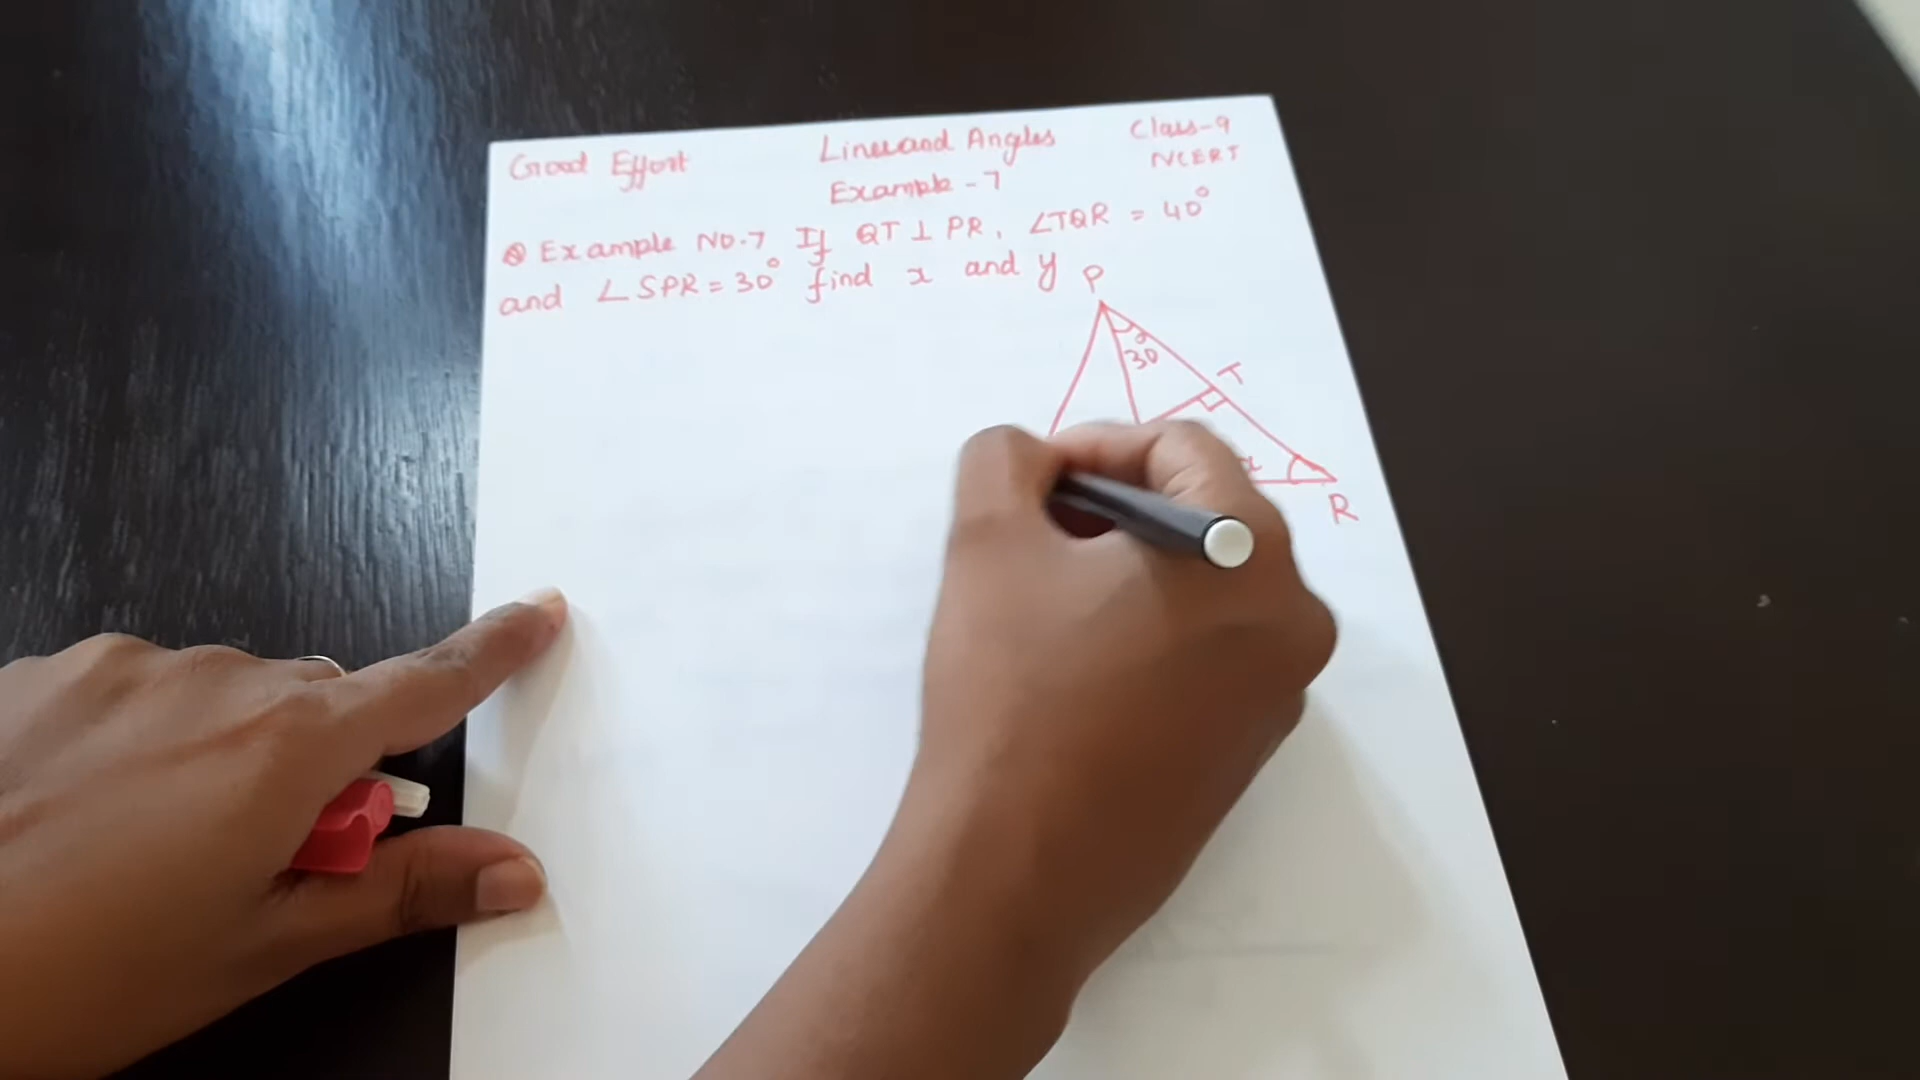 Good Effort
Lines and Angles
Class-9
NCERT
Example-7
Q Example No.7 If QT ⊥ PR, ∠TQR = 40°
and ∠SPR = 30° find x and y
P
30°
T
x
R